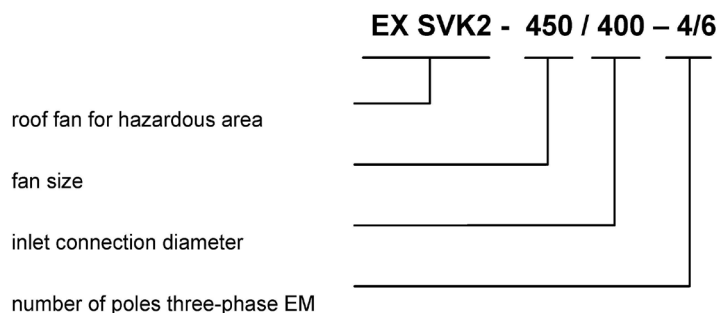 EX SVK2 - 450 / 400 – 4/6
roof fan for hazardous area
fan size
inlet connection diameter
number of poles three-phase EM